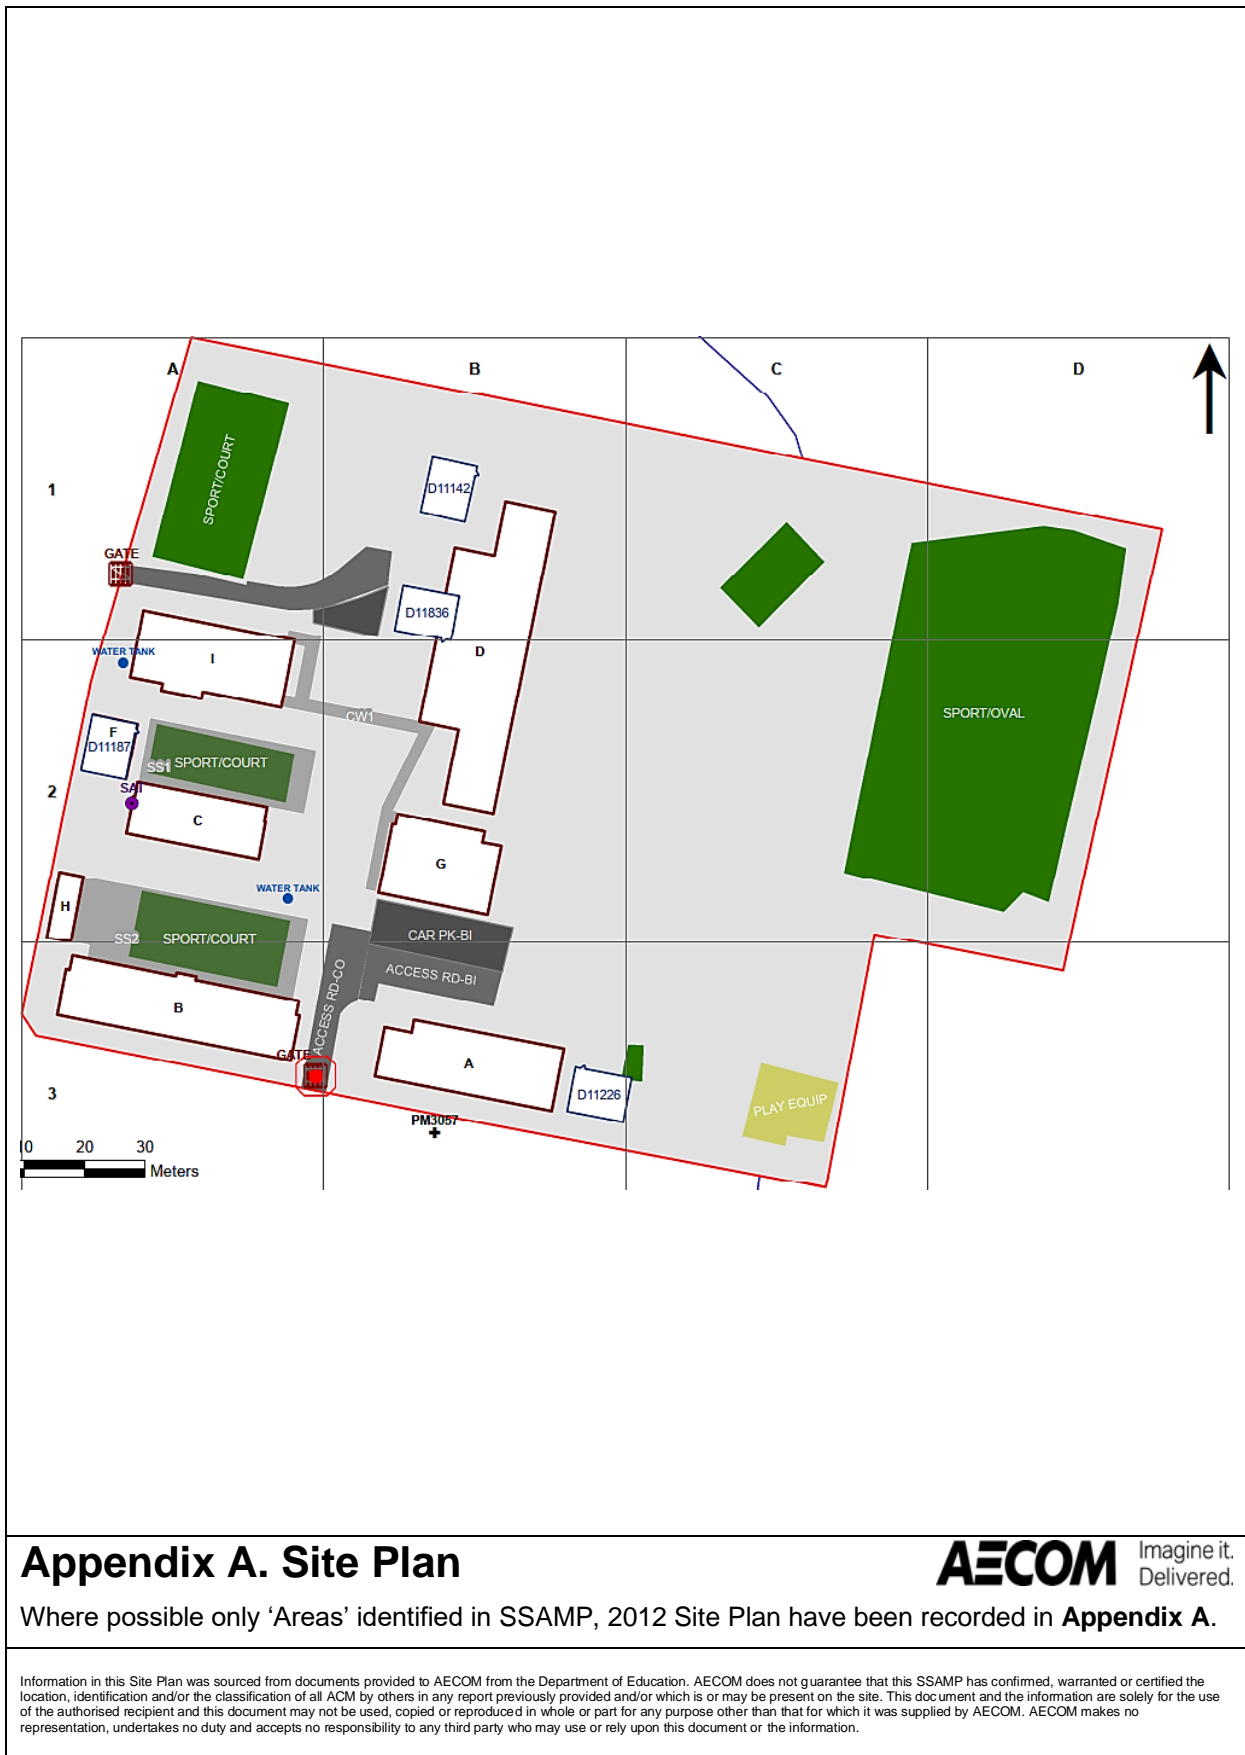 A
B
C
D
1
SPORT/COURT
D11142
GATE
D11836
WATER TANK
I
D
SPORT/OVAL
CW1
F
D11187
SS1
SPORT/COURT
SAI
2
C
G
WATER TANK
H
SS2
SPORT/COURT
CAR PK-BI
ACCESS RD-BI
ACCESS RD-CO
B
GATE
A
3
D11226
PLAY EQUIP
PM3057
20
30
Meters
Appendix A. Site Plan
AECOM
Imagine it.
Delivered.
Where possible only ‘Areas’ identified in SSAMP, 2012 Site Plan have been recorded in Appendix A.
Information in this Site Plan was sourced from documents provided to AECOM from the Department of Education. AECOM does not guarantee that this SSAMP has confirmed, warranted or certified the
location, identification and/or the classification of all ACM by others in any report previously provided and/or which is or may be present on the site. This document and the information are solely for the use
of the authorised recipient and this document may not be used, copied or reproduced in whole or part for any purpose other than that for which it was supplied by AECOM. AECOM makes no
representation, undertakes no duty and accepts no responsibility to any third party who may use or rely upon this document or the information.